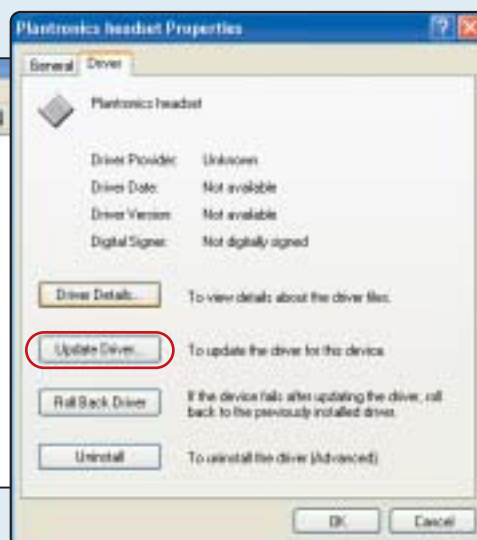 Plantronics headset Properties
General Driver
Plantronics headset
Driver Provider: Unknown
Driver Date: Not available
Driver Version: Not available
Digital Signer: Not digitally signed
Driver Details... To view details about the driver files.
Update Driver... To update the driver for this device.
Roll Back Driver If the device fails after updating the driver, roll
back to the previously installed driver.
Uninstall To uninstall the driver (Advanced).
OK Cancel